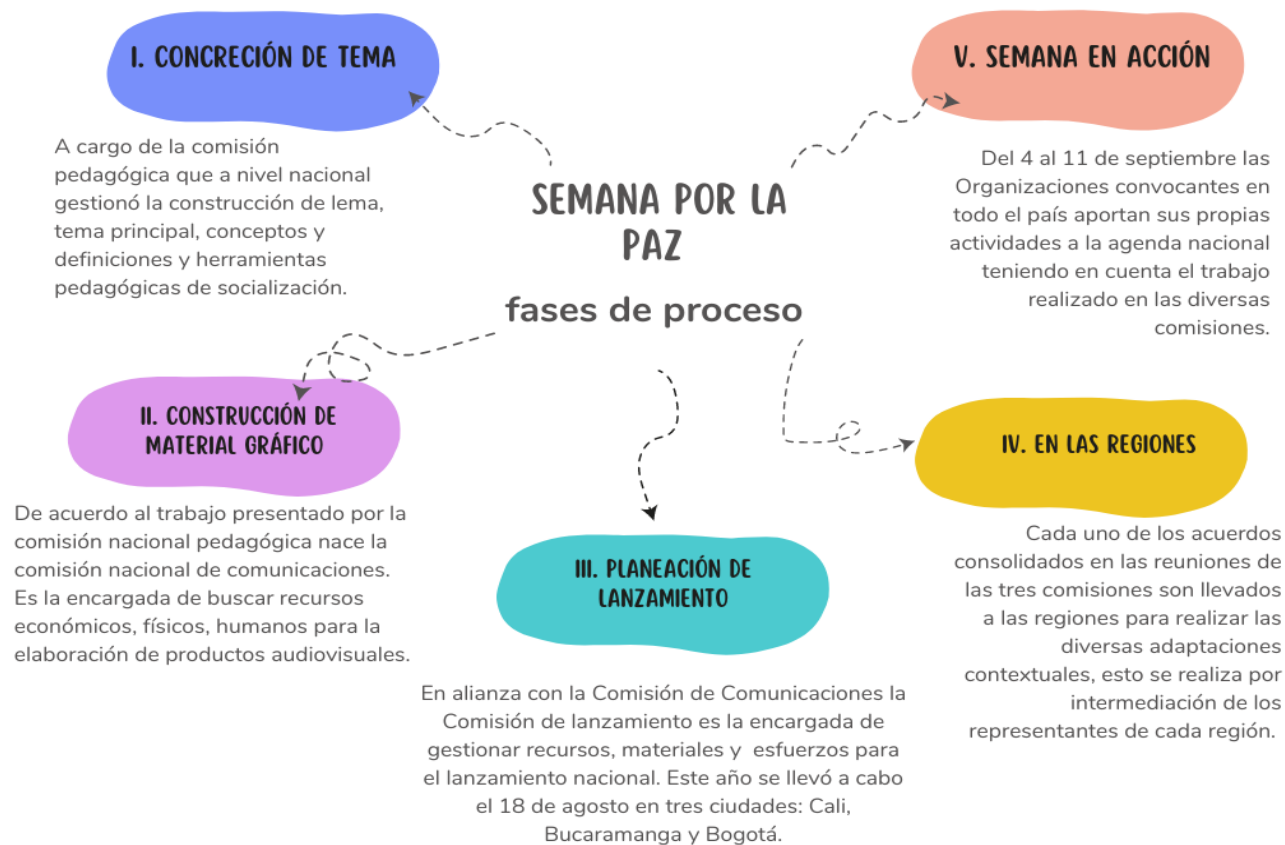 SEMANA POR LA
PAZ
fases de proceso
I. CONCRECIÓN DE TEMA
A cargo de la comisión
pedagógica que a nivel nacional
gestionó la construcción de lema,
tema principal, conceptos y
definiciones y herramientas
pedagógicas de socialización.
II. CONSTRUCCIÓN DE
MATERIAL GRÁFICO
De acuerdo al trabajo presentado por la
comisión nacional pedagógica nace la
comisión nacional de comunicaciones.
Es la encargada de buscar recursos
económicos, físicos, humanos para la
elaboración de productos audiovisuales.
III. PLANEACIÓN DE
LANZAMIENTO
En alianza con la Comisión de Comunicaciones la
Comisión de lanzamiento es la encargada de
gestionar recursos, materiales y esfuerzos para
el lanzamiento nacional. Este año se llevó a cabo
el 18 de agosto en tres ciudades: Cali,
Bucaramanga y Bogotá.
IV. EN LAS REGIONES
Cada uno de los acuerdos
consolidados en las reuniones de
las tres comisiones son llevados
a las regiones para realizar las
diversas adaptaciones
contextuales, esto se realiza por
intermediación de los
representantes de cada región.
V. SEMANA EN ACCIÓN
Del 4 al 11 de septiembre las
Organizaciones convocantes en
todo el país aportan sus propias
actividades a la agenda nacional
teniendo en cuenta el trabajo
realizado en las diversas
comisiones.